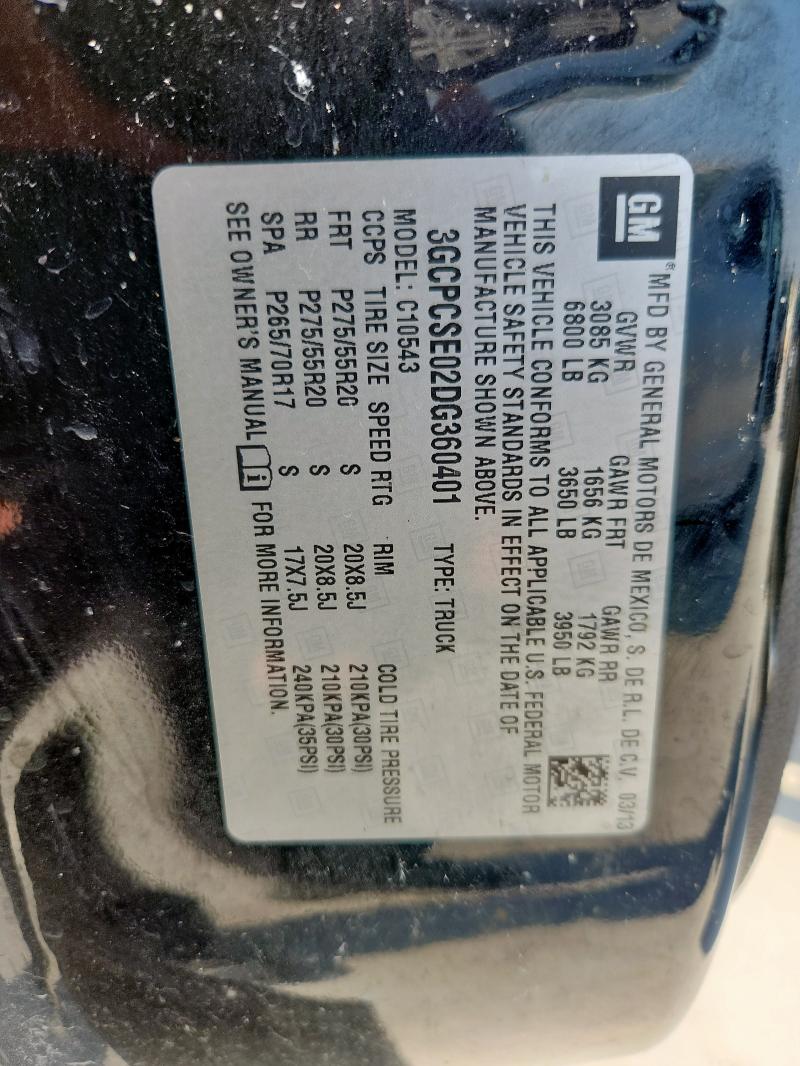 GM
® MFD BY GENERAL MOTORS DE MEXICO, S. DE R.L. DE C.V. 03/13
GVWR GAWR FRT GAWR RR
3085 KG 1656 KG 1792 KG
6800 LB 3650 LB 3950 LB
THIS VEHICLE CONFORMS TO ALL APPLICABLE U.S. FEDERAL MOTOR
VEHICLE SAFETY STANDARDS IN EFFECT ON THE DATE OF
MANUFACTURE SHOWN ABOVE.
3GCPCSE02DG360401 TYPE: TRUCK
MODEL: C10543
CCPS TIRE SIZE SPEED RTG RIM COLD TIRE PRESSURE
FRT P275/55R20 S 20X8.5J 210KPA(30PSI)
RR P275/55R20 S 20X8.5J 210KPA(30PSI)
SPA P265/70R17 S 17X7.5J 240KPA(35PSI)
SEE OWNER'S MANUAL i FOR MORE INFORMATION.